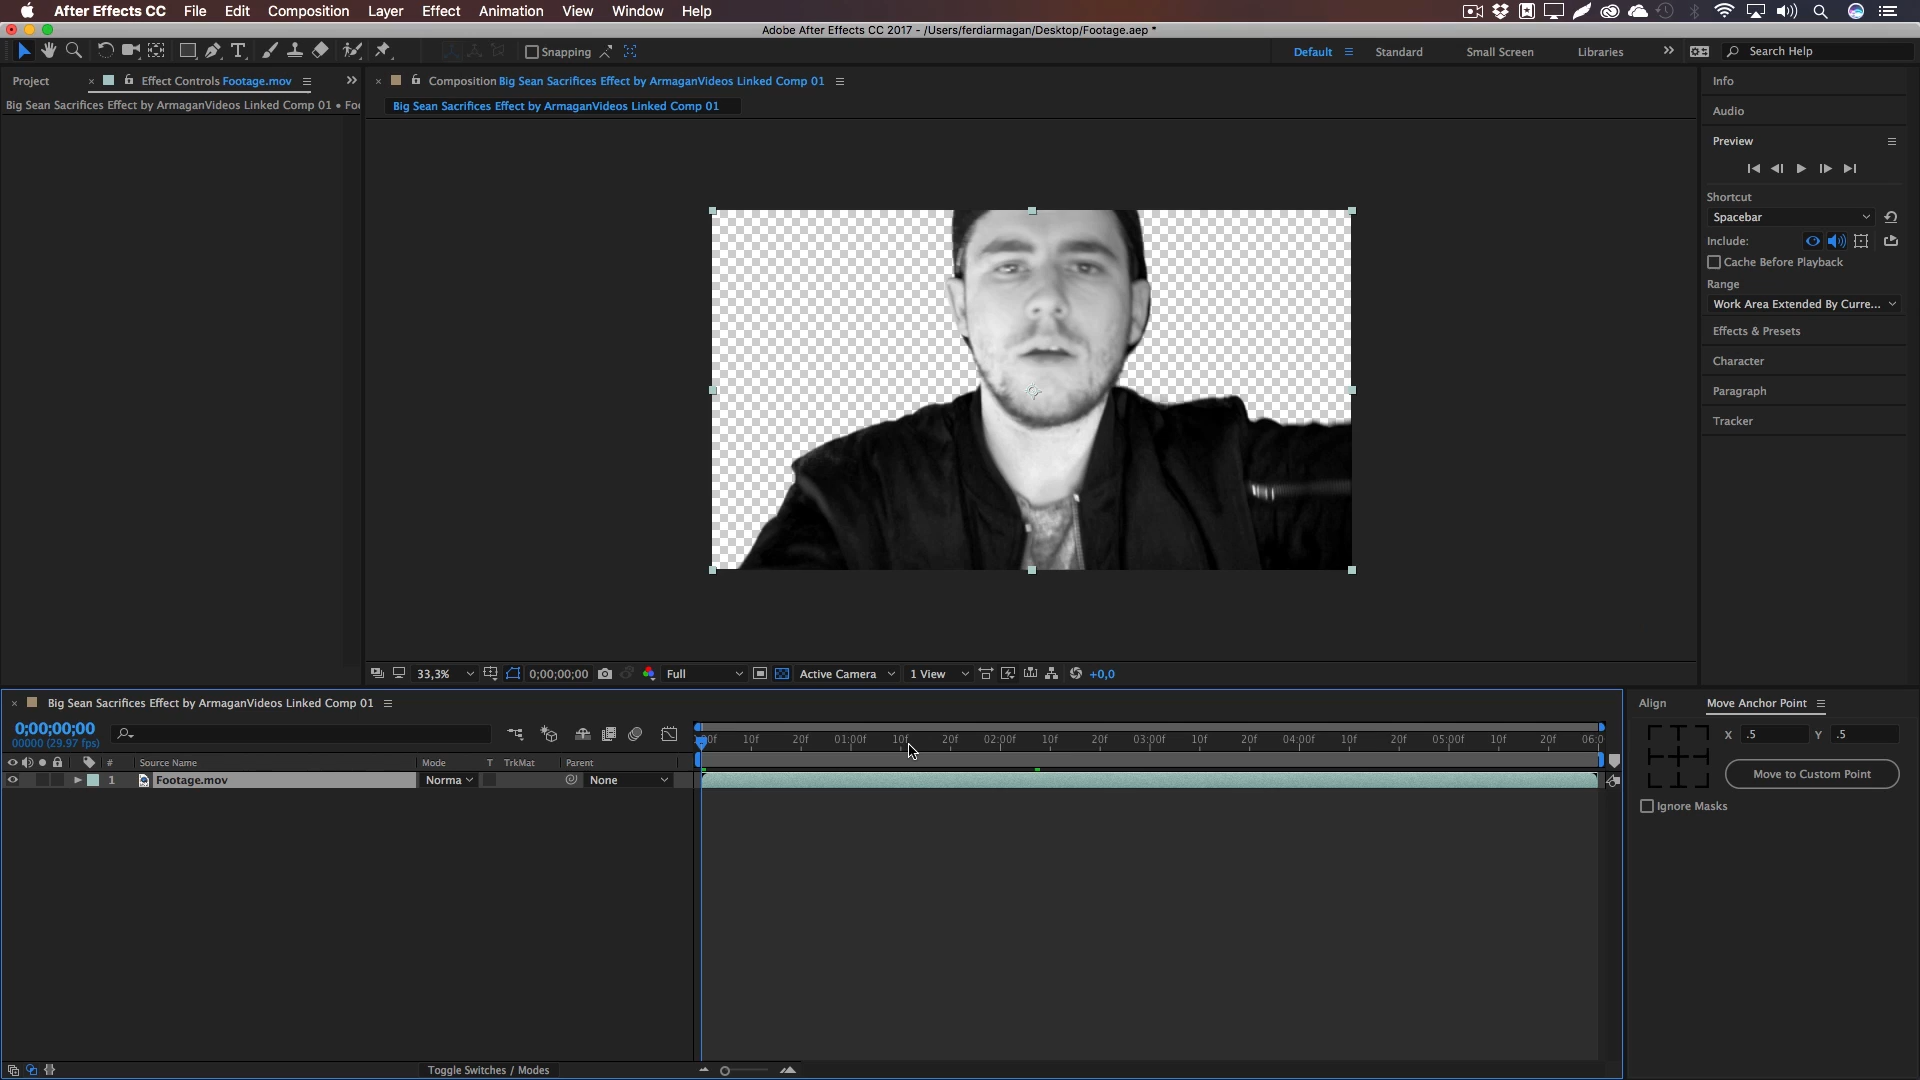 After Effects CC File Edit Composition Layer Effect Animation View Window Help
Adobe After Effects CC 2017 - /Users/ferdiarmagan/Desktop/Footage.aep *
Snapping Default Standard Small Screen Libraries Search Help
Project Effect Controls Footage.mov Composition Big Sean Sacrifices Effect by ArmaganVideos Linked Comp 01
Big Sean Sacrifices Effect by ArmaganVideos Linked Comp 01 •
Big Sean Sacrifices Effect by ArmaganVideos Linked Comp 01
Info
Audio
Preview
Shortcut
Spacebar
Include:
Cache Before Playback
Range
Work Area Extended By Curre...
Effects & Presets
Character
Paragraph
Tracker
33,3% 0;00;00;00 Full Active Camera 1 View +0,0
Big Sean Sacrifices Effect by ArmaganVideos Linked Comp 01
0;00;00;00
00000 (29.97 fps)
10f 20f 01:00f 10f 20f 02:00f 10f 20f 03:00f 10f 20f 04:00f 10f 20f 05:00f 10f 20f 06:0
# Source Name Mode T TrkMat Parent
1 Footage.mov Norma None
Toggle Switches / Modes
Align Move Anchor Point
X .5 Y .5
Move to Custom Point
Ignore Masks